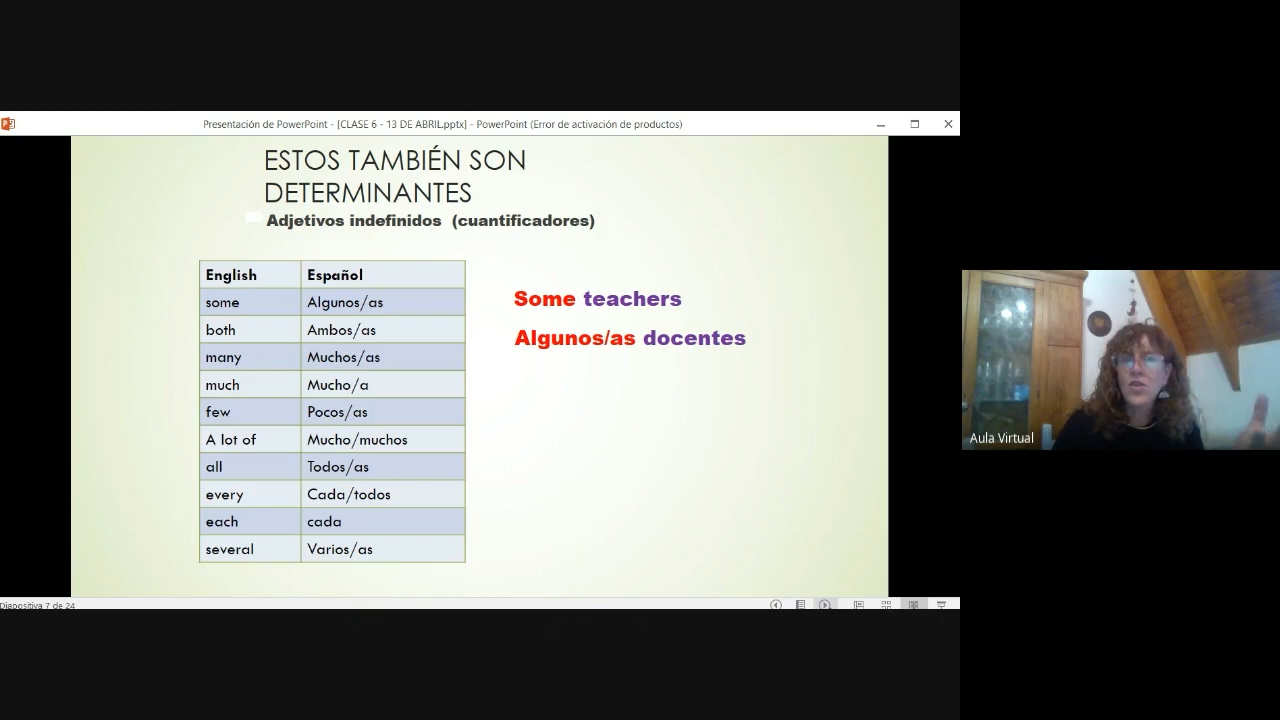 Presentación de PowerPoint - [CLASE 6 - 13 DE ABRIL.pptx] - PowerPoint (Error de activación de productos)
ESTOS TAMBIÉN SON
DETERMINANTES
Adjetivos indefinidos (cuantificadores)
English Español
some Algunos/as
both Ambos/as
many Muchos/as
much Mucho/a
few Pocos/as
A lot of Mucho/muchos
all Todos/as
every Cada/todos
each cada
several Varios/as
Some teachers
Algunos/as docentes
Diapositiva 7 de 24
Aula Virtual